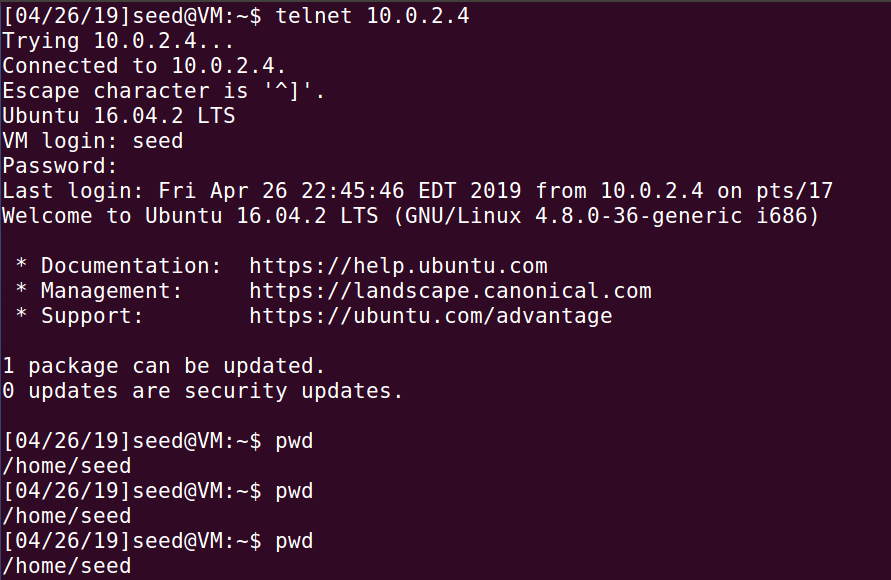 [04/26/19]seed@VM:~$ telnet 10.0.2.4
Trying 10.0.2.4...
Connected to 10.0.2.4.
Escape character is '^]'.
Ubuntu 16.04.2 LTS
VM login: seed
Password:
Last login: Fri Apr 26 22:45:46 EDT 2019 from 10.0.2.4 on pts/17
Welcome to Ubuntu 16.04.2 LTS (GNU/Linux 4.8.0-36-generic i686)

 * Documentation:  https://help.ubuntu.com
 * Management:     https://landscape.canonical.com
 * Support:        https://ubuntu.com/advantage

1 package can be updated.
0 updates are security updates.

[04/26/19]seed@VM:~$ pwd
/home/seed
[04/26/19]seed@VM:~$ pwd
/home/seed
[04/26/19]seed@VM:~$ pwd
/home/seed